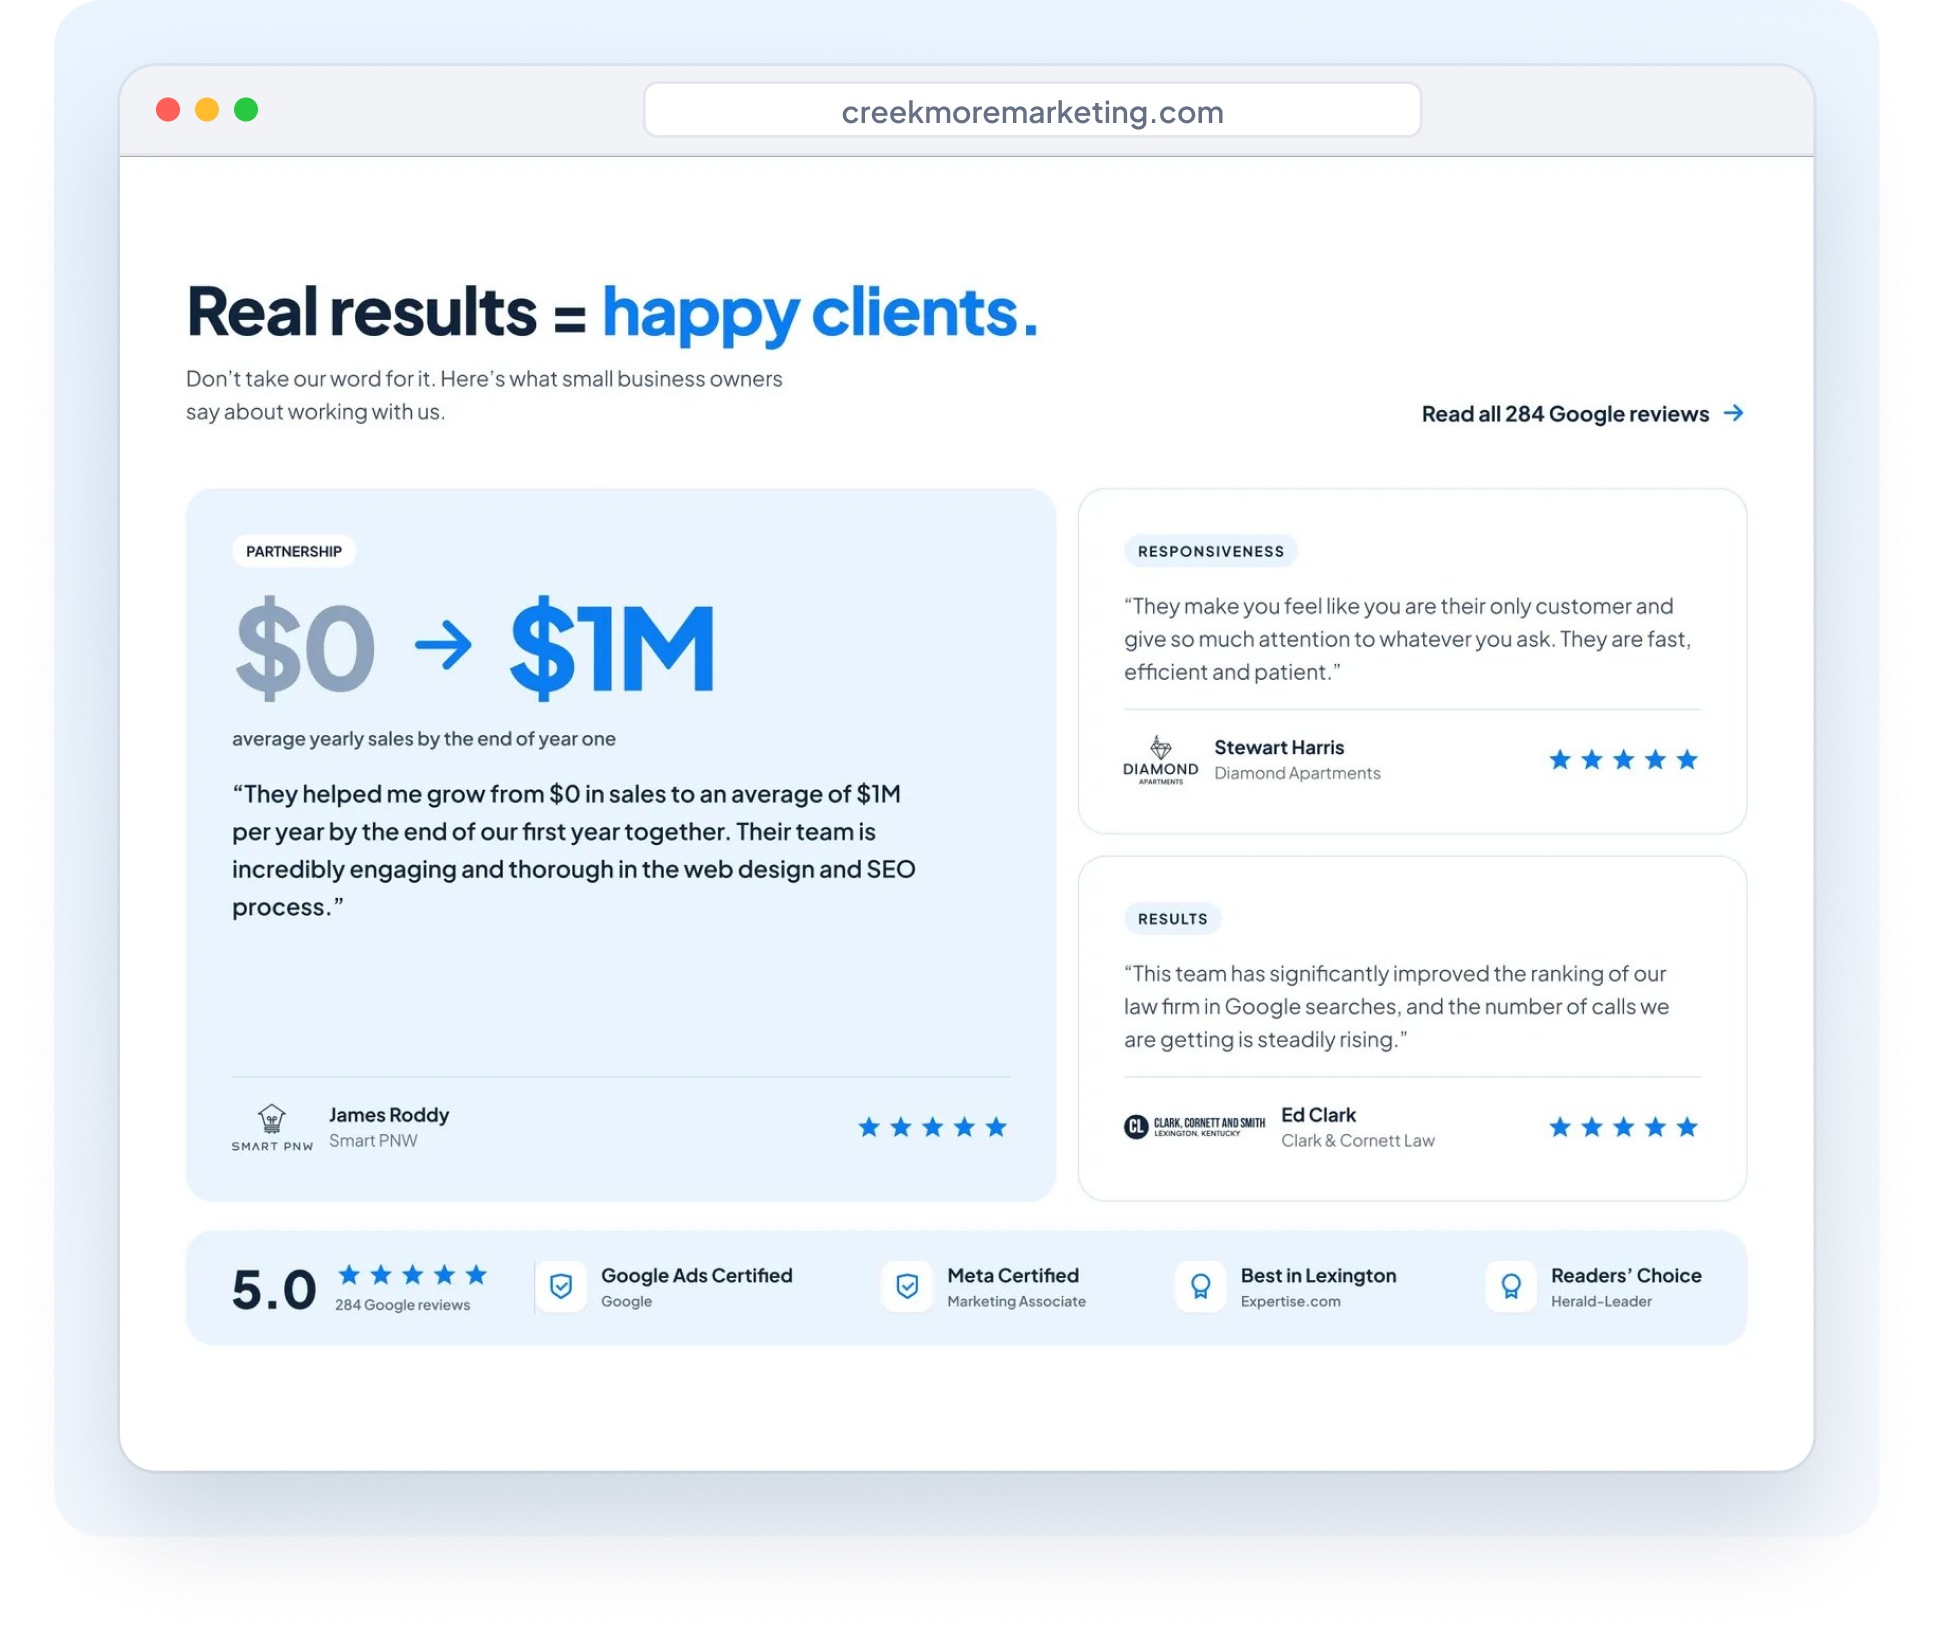 creekmoremarketing.com
Real results = happy clients.
Don’t take our word for it. Here’s what small business owners
say about working with us.
Read all 284 Google reviews
PARTNERSHIP
$0 → $1M
average yearly sales by the end of year one
“They helped me grow from $0 in sales to an average of $1M
per year by the end of our first year together. Their team is
incredibly engaging and thorough in the web design and SEO
process.”
SMART PNW
James Roddy
Smart PNW
RESPONSIVENESS
“They make you feel like you are their only customer and
give so much attention to whatever you ask. They are fast,
efficient and patient.”
DIAMOND
APARTMENTS
Stewart Harris
Diamond Apartments
RESULTS
“This team has significantly improved the ranking of our
law firm in Google searches, and the number of calls we
are getting is steadily rising.”
CL
CLARK, CORNETT AND SMITH
LEXINGTON, KENTUCKY
Ed Clark
Clark & Cornett Law
5.0
284 Google reviews
Google Ads Certified
Google
Meta Certified
Marketing Associate
Best in Lexington
Expertise.com
Readers’ Choice
Herald-Leader